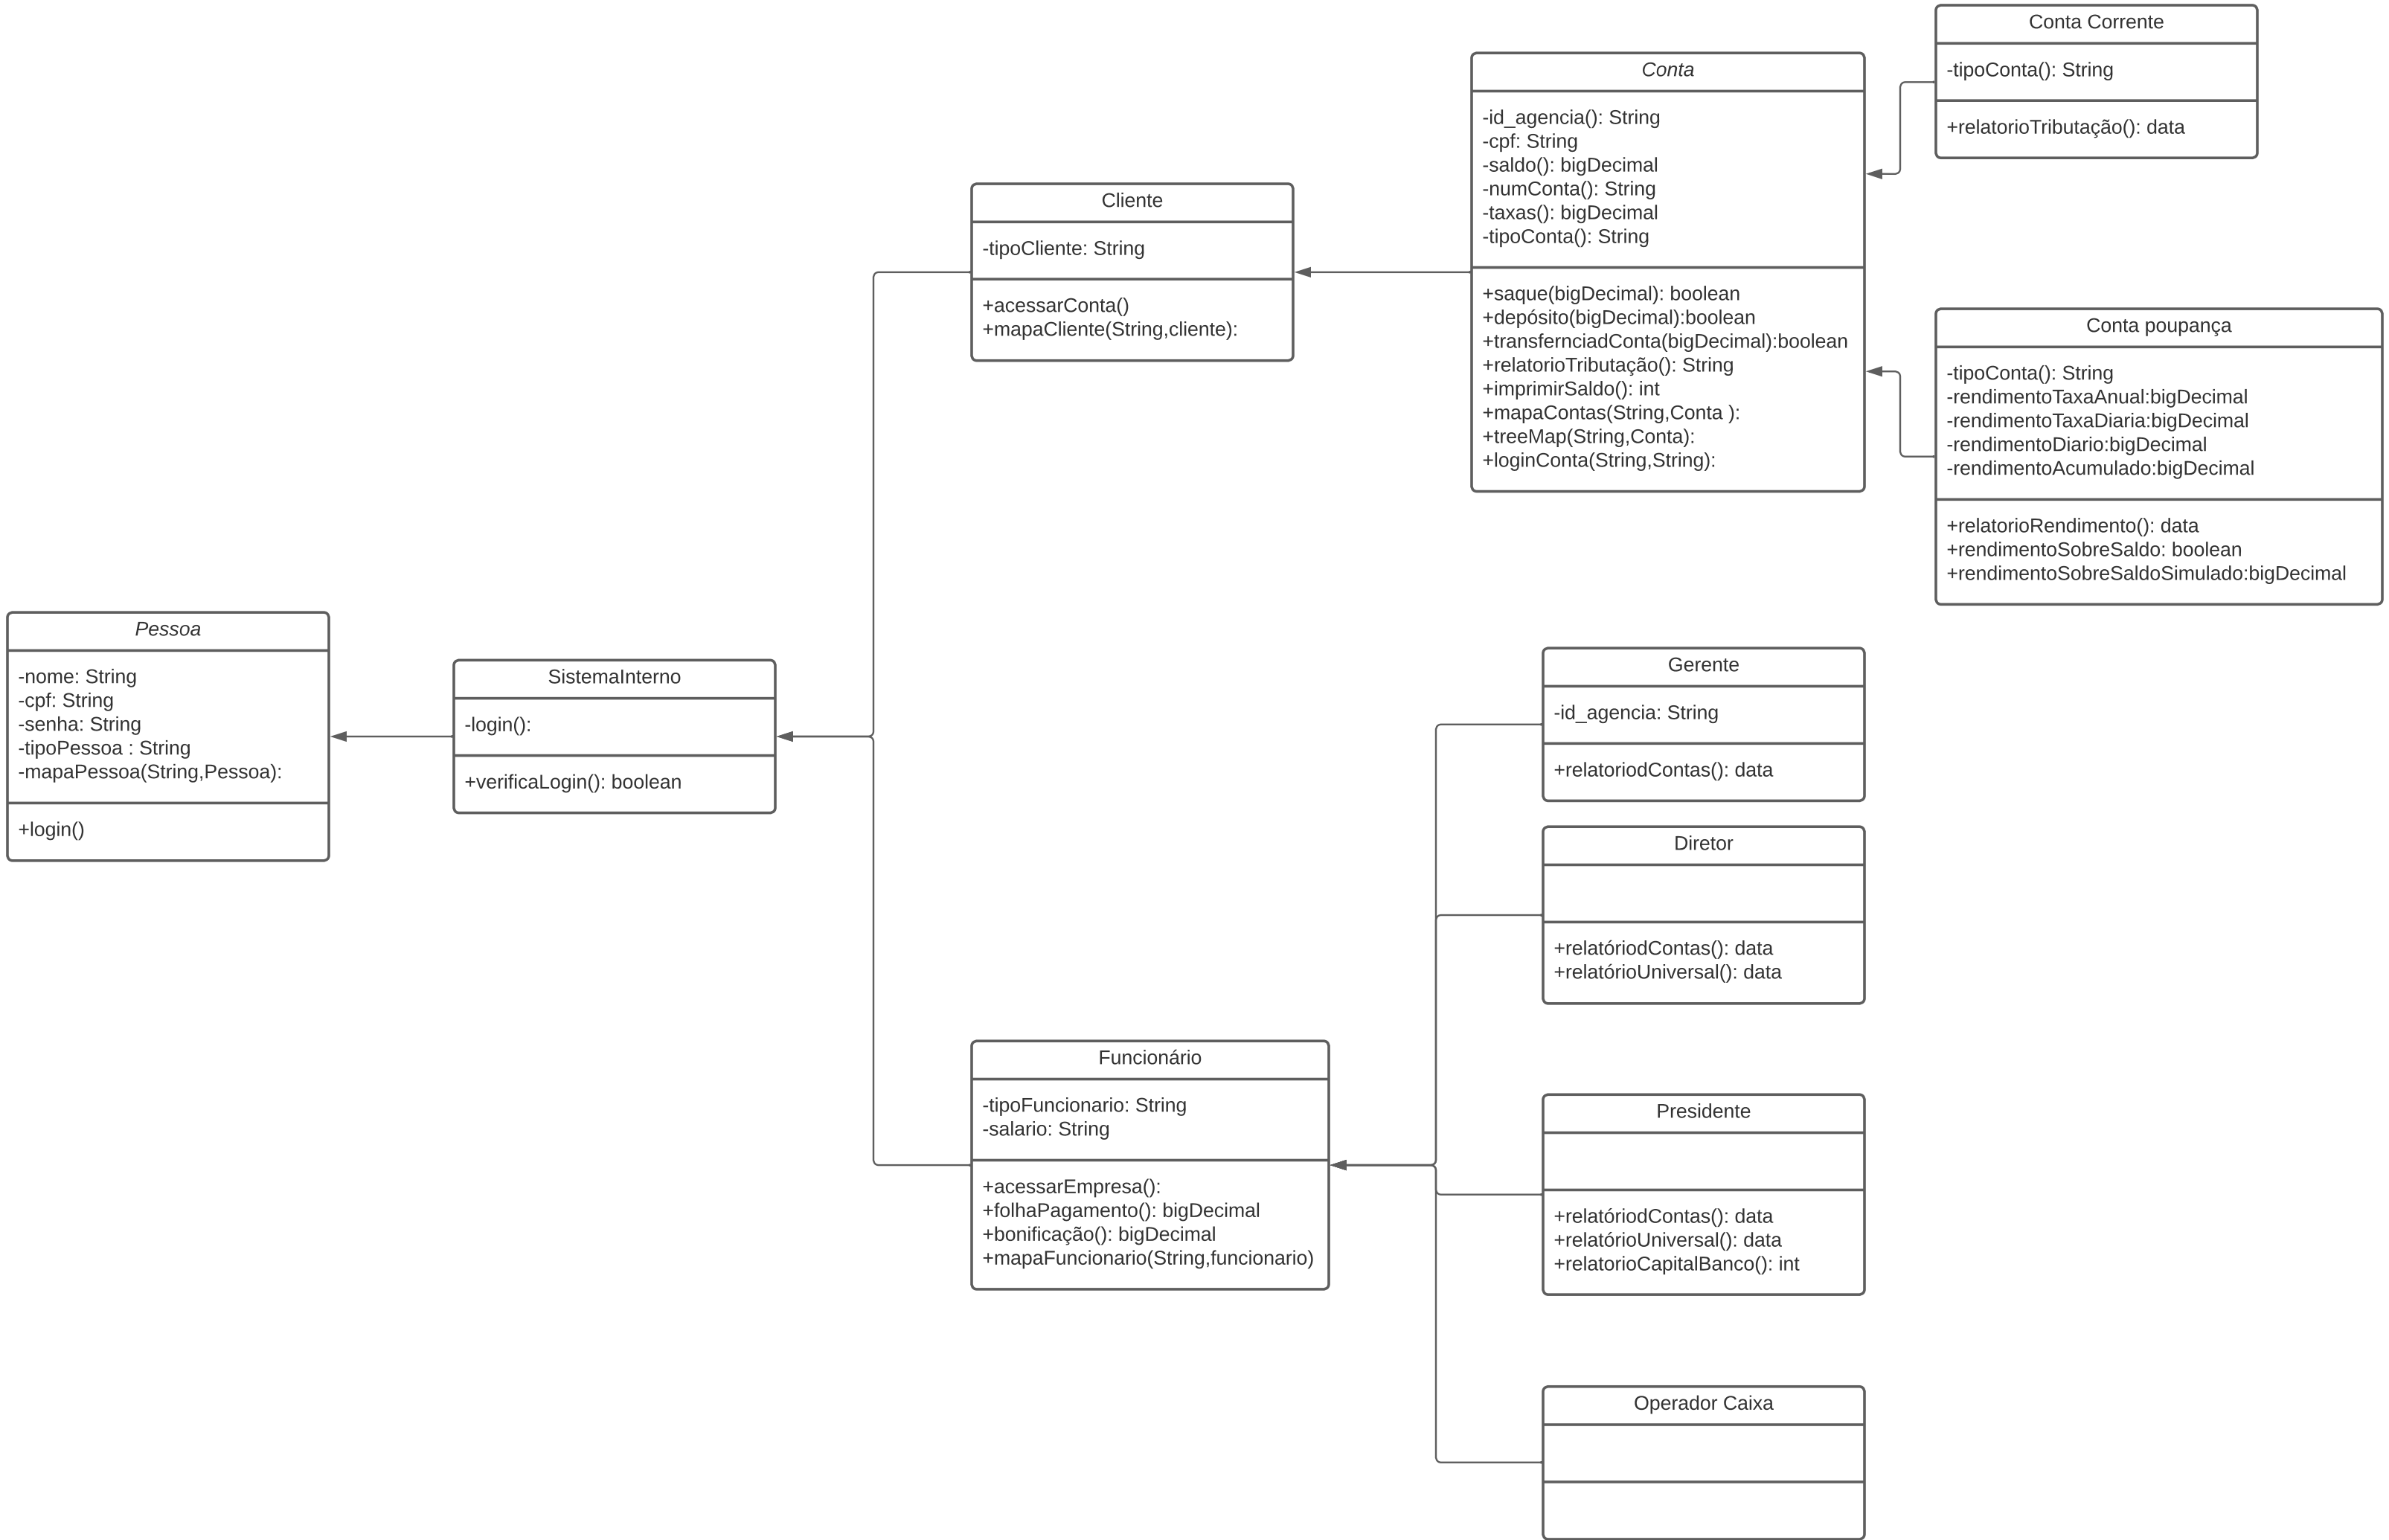 Conta Corrente
-tipoConta(): String
+relatorioTributação(): data
Conta
-id_agencia(): String
-cpf: String
-saldo(): bigDecimal
-numConta(): String
-taxas(): bigDecimal
-tipoConta(): String
+saque(bigDecimal): boolean
+depósito(bigDecimal):boolean
+transfernciadConta(bigDecimal):boolean
+relatorioTributação(): String
+imprimirSaldo(): int
+mapaContas(String,Conta ):
+treeMap(String,Conta):
+loginConta(String,String):
Cliente
-tipoCliente: String
+acessarConta()
+mapaCliente(String,cliente):
Conta poupança
-tipoConta(): String
-rendimentoTaxaAnual:bigDecimal
-rendimentoTaxaDiaria:bigDecimal
-rendimentoDiario:bigDecimal
-rendimentoAcumulado:bigDecimal
+relatorioRendimento(): data
+rendimentoSobreSaldo: boolean
+rendimentoSobreSaldoSimulado:bigDecimal
Pessoa
-nome: String
-cpf: String
-senha: String
-tipoPessoa : String
-mapaPessoa(String,Pessoa):
+login()
SistemaInterno
-login():
+verificaLogin(): boolean
Gerente
-id_agencia: String
+relatoriodContas(): data
Diretor
+relatóriodContas(): data
+relatórioUniversal(): data
Funcionário
-tipoFuncionario: String
-salario: String
+acessarEmpresa():
+folhaPagamento(): bigDecimal
+bonificação(): bigDecimal
+mapaFuncionario(String,funcionario)
Presidente
+relatóriodContas(): data
+relatórioUniversal(): data
+relatorioCapitalBanco(): int
Operador Caixa